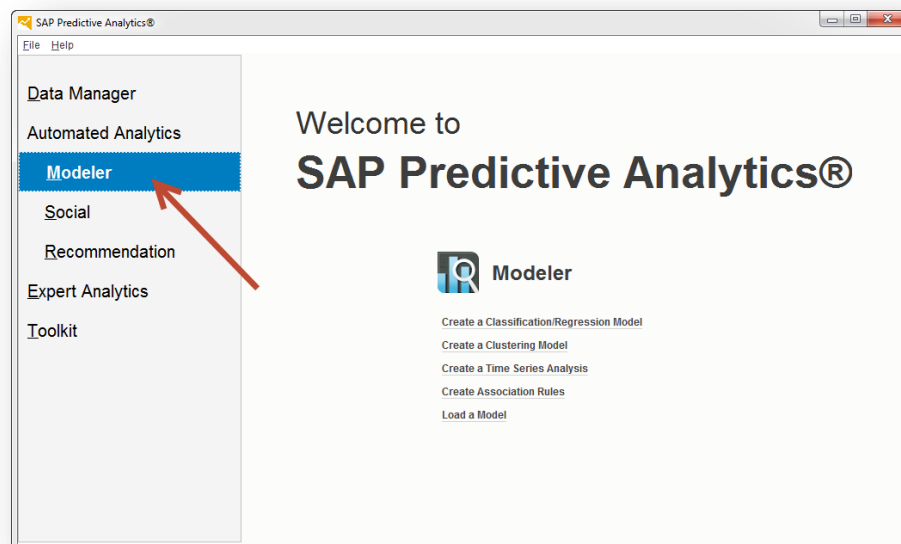 SAP Predictive Analytics®
File Help
Data Manager
Automated Analytics
Modeler
Social
Recommendation
Expert Analytics
Toolkit
Welcome to
SAP Predictive Analytics®
Modeler
Create a Classification/Regression Model
Create a Clustering Model
Create a Time Series Analysis
Create Association Rules
Load a Model